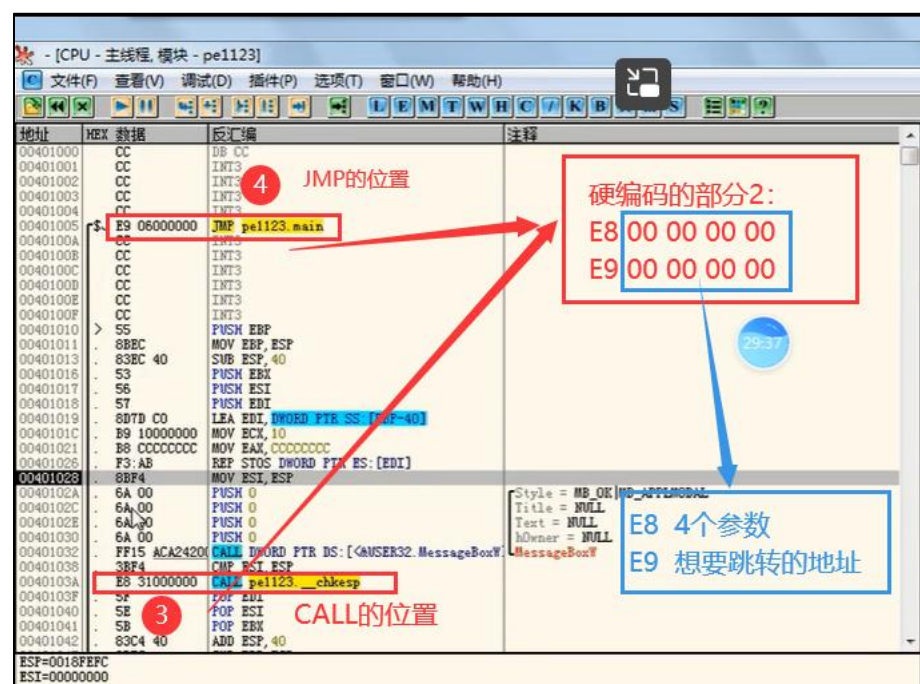 - [CPU - 主线程, 模块 - pe1123]
C 文件(F) 查看(V) 调试(D) 插件(P) 选项(T) 窗口(W) 帮助(H)
L E M T W H C / K B S ?
地址 HEX 数据 反汇编 注释
00401000 CC DB CC
00401001 CC INT3
00401002 CC INT3
00401003 CC INT3
00401004 CC INT3
4 JMP的位置
硬编码的部分2:
E8 00 00 00 00
E9 00 00 00 00
00401005 $ E9 06000000 JMP pe1123.main
0040100A CC INT3
0040100B CC INT3
0040100C CC INT3
0040100D CC INT3
0040100E CC INT3
0040100F CC INT3
00401010 > 55 PUSH EBP
00401011 . 8BEC MOV EBP, ESP
00401013 . 83EC 40 SUB ESP, 40
00401016 . 53 PUSH EBX
00401017 . 56 PUSH ESI
00401018 . 57 PUSH EDI
29:37
00401019 . 8D7D C0 LEA EDI, DWORD PTR SS:[EBP-40]
0040101C . B9 10000000 MOV ECX, 10
00401021 . B8 CCCCCCCC MOV EAX, CCCCCCCC
00401026 . F3:AB REP STOS DWORD PTR ES:[EDI]
00401028 . 8BF4 MOV ESI, ESP
0040102A . 6A 00 PUSH 0 Style = MB_OK|MB_APPLMODAL
0040102C . 6A 00 PUSH 0 Title = NULL
0040102E . 6A 00 PUSH 0 Text = NULL
00401030 . 6A 00 PUSH 0 hOwner = NULL
00401032 . FF15 ACA2420 CALL DWORD PTR DS:[<&USER32.MessageBoxW MessageBoxW
E8 4个参数
E9 想要跳转的地址
00401038 . 3BF4 CMP ESI, ESP
0040103A . E8 31000000 CALL pe1123.__chkesp
0040103F . 5F POP EDI
00401040 . 5E POP ESI
00401041 . 5B POP EBX
00401042 . 83C4 40 ADD ESP, 40
3 CALL的位置
ESP=0018FEFC
ESI=00000000